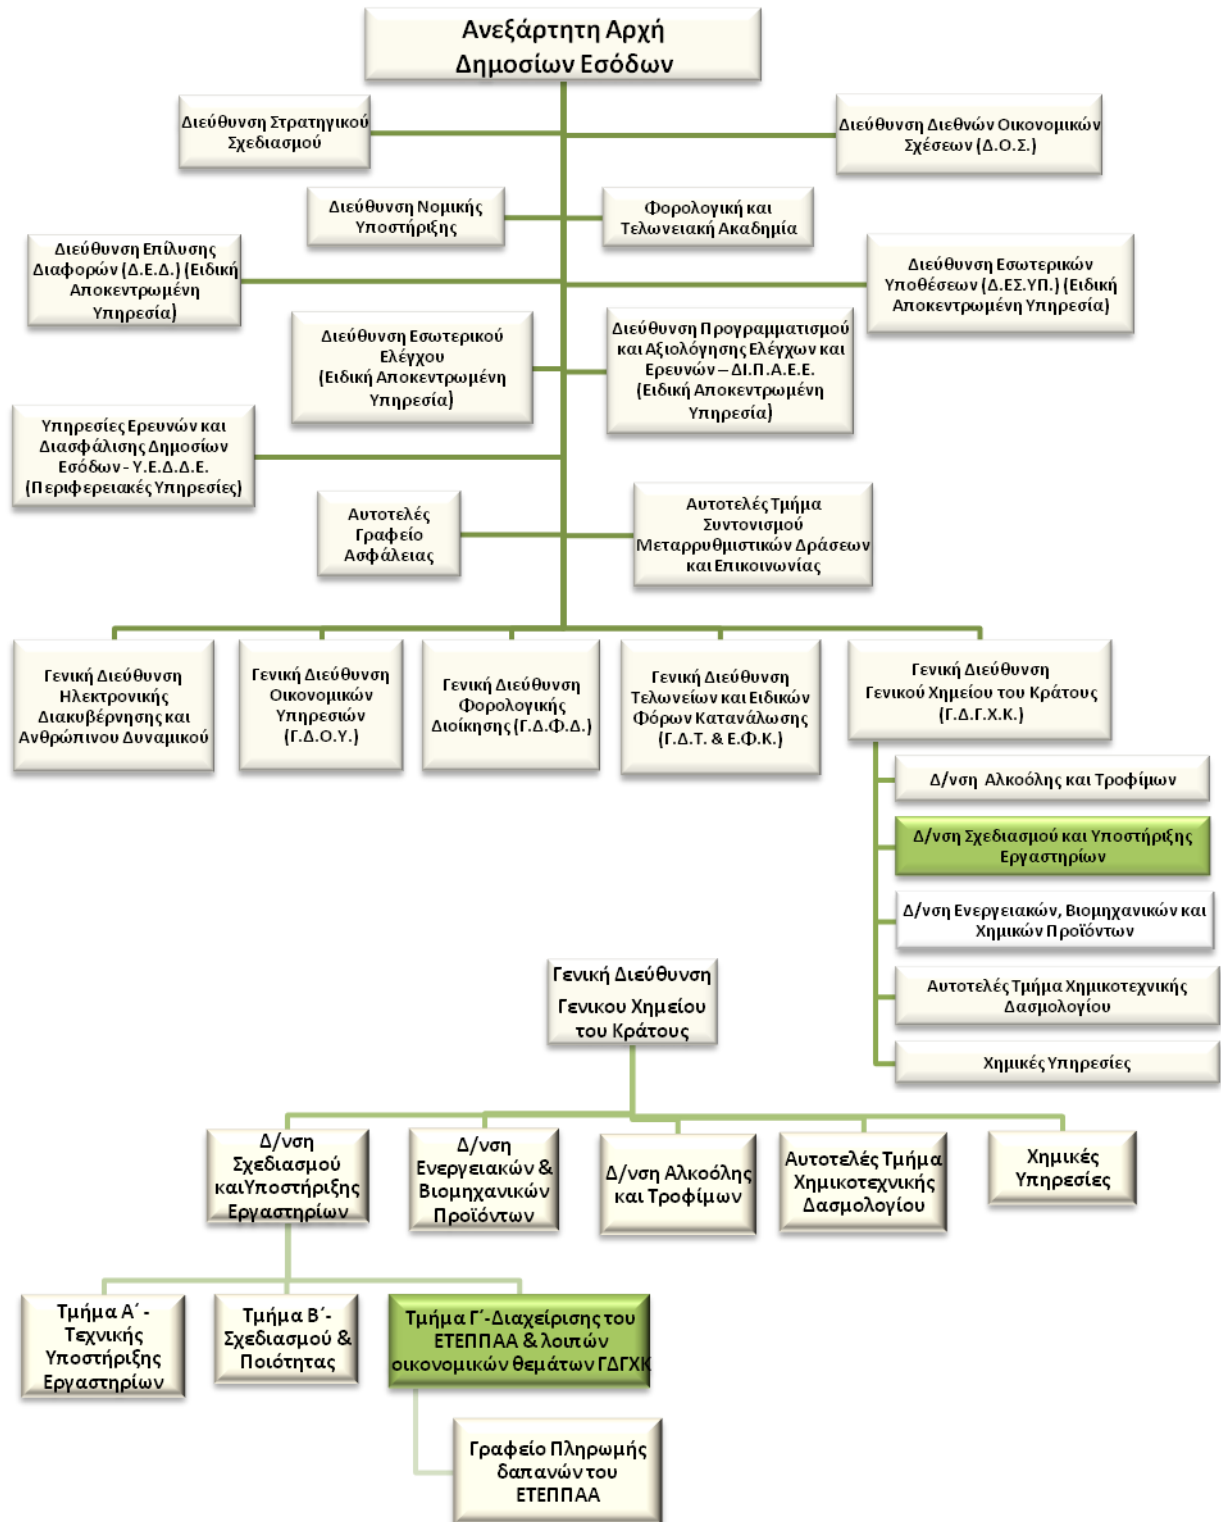 Ανεξάρτητη Αρχή
Δημοσίων Εσόδων
Διεύθυνση Στρατηγικού
Σχεδιασμού
Διεύθυνση Διεθνών Οικονομικών
Σχέσεων (Δ.Ο.Σ.)
Διεύθυνση Νομικής
Υποστήριξης
Φορολογική και
Τελωνειακή Ακαδημία
Διεύθυνση Επίλυσης
Διαφορών (Δ.Ε.Δ.) (Ειδική
Αποκεντρωμένη
Υπηρεσία)
Διεύθυνση Εσωτερικών
Υποθέσεων (Δ.ΕΣ.ΥΠ.) (Ειδική
Αποκεντρωμένη Υπηρεσία)
Διεύθυνση Εσωτερικού
Ελέγχου
(Ειδική Αποκεντρωμένη
Υπηρεσία)
Διεύθυνση Προγραμματισμού
και Αξιολόγησης Ελέγχων και
Ερευνών – ΔΙ.Π.Α.Ε.Ε.
(Ειδική Αποκεντρωμένη
Υπηρεσία)
Υπηρεσίες Ερευνών και
Διασφάλισης Δημοσίων
Εσόδων - Υ.Ε.Δ.Δ.Ε.
(Περιφερειακές Υπηρεσίες)
Αυτοτελές
Γραφείο
Ασφάλειας
Αυτοτελές Τμήμα
Συντονισμού
Μεταρρυθμιστικών Δράσεων
και Επικοινωνίας
Γενική Διεύθυνση
Ηλεκτρονικής
Διακυβέρνησης και
Ανθρώπινου Δυναμικού
Γενική Διεύθυνση
Οικονομικών
Υπηρεσιών
(Γ.Δ.Ο.Υ.)
Γενική Διεύθυνση
Φορολογικής
Διοίκησης (Γ.Δ.Φ.Δ.)
Γενική Διεύθυνση
Τελωνείων και Ειδικών
Φόρων Κατανάλωσης
(Γ.Δ.Τ. & Ε.Φ.Κ.)
Γενική Διεύθυνση
Γενικού Χημείου του Κράτους
(Γ.Δ.Γ.Χ.Κ.)
Δ/νση Αλκοόλης και Τροφίμων
Δ/νση Σχεδιασμού και Υποστήριξης
Εργαστηρίων
Δ/νση Ενεργειακών, Βιομηχανικών και
Χημικών Προϊόντων
Αυτοτελές Τμήμα Χημικοτεχνικής
Δασμολογίου
Χημικές Υπηρεσίες
Γενική Διεύθυνση
Γενικου Χημείου
του Κράτους
Δ/νση
Σχεδιασμού
καιΥποστήριξης
Εργαστηρίων
Δ/νση
Ενεργειακών &
Βιομηχανικών
Προϊόντων
Δ/νση Αλκοόλης
και Τροφίμων
Αυτοτελές Τμήμα
Χημικοτεχνικής
Δασμολογίου
Χημικές
Υπηρεσίες
Τμήμα Α΄ -
Τεχνικής
Υποστήριξης
Εργαστηρίων
Τμήμα Β΄-
Σχεδιασμού &
Ποιότητας
Τμήμα Γ΄-Διαχείρισης του
ΕΤΕΠΠΑΑ & λοιπών
οικονομικών θεμάτων ΓΔΓΧΚ
Γραφείο Πληρωμής
δαπανών του
ΕΤΕΠΠΑΑ